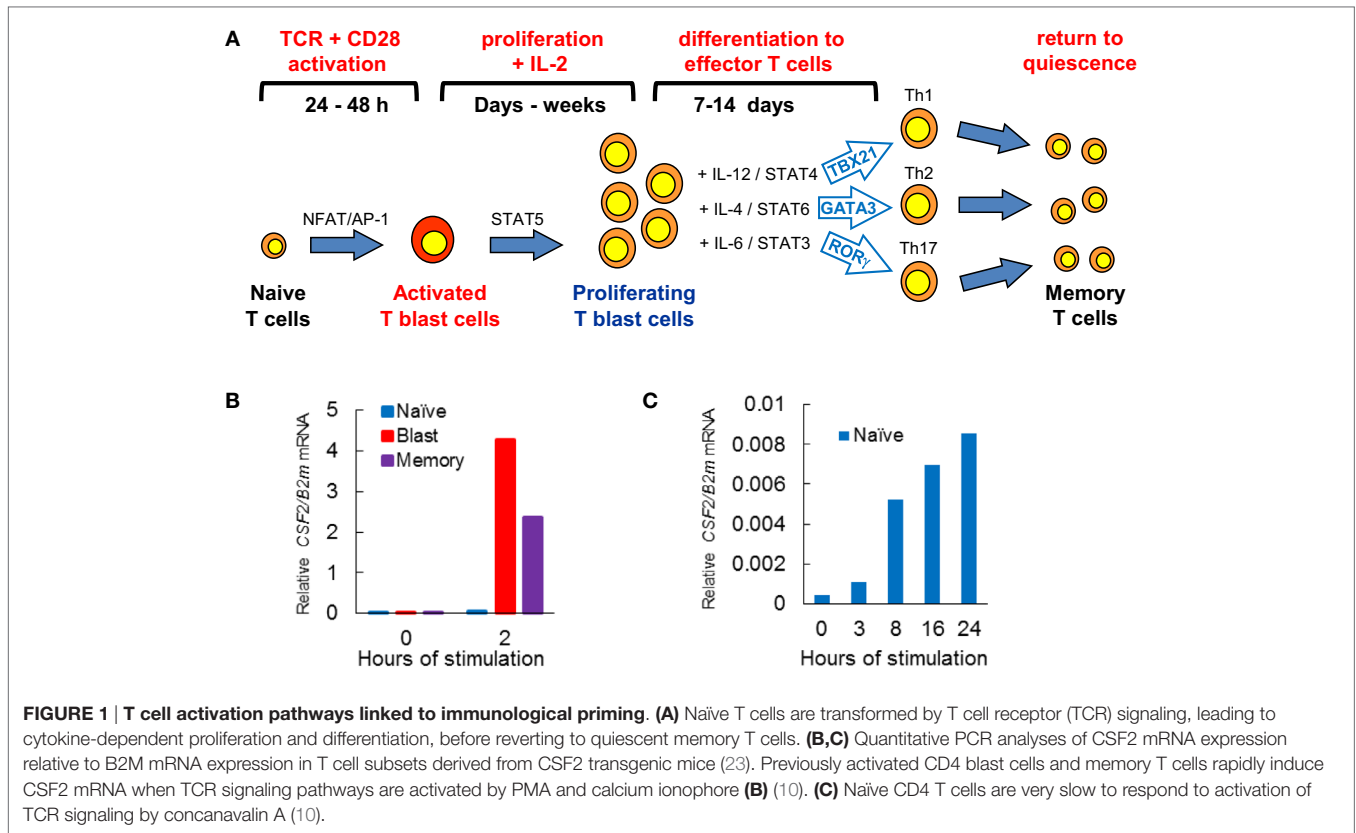 A
TCR + CD28
activation
proliferation
+ IL-2
differentiation to
effector T cells
return to
quiescence
24 - 48 h
Days - weeks
7-14 days
Th1
+ IL-12 / STAT4
TBX21
Th2
NFAT/AP-1
STAT5
+ IL-4 / STAT6
GATA3
+ IL-6 / STAT3
RORγ
Th17
Naive
T cells
Activated
T blast cells
Proliferating
T blast cells
Memory
T cells
B
Relative CSF2/B2m mRNA
5
4
3
2
1
0
Naïve
Blast
Memory
0
2
Hours of stimulation
C
Relative CSF2/B2m mRNA
0.01
0.008
0.006
0.004
0.002
0
Naïve
0 3 8 16 24
Hours of stimulation
FIGURE 1 | T cell activation pathways linked to immunological priming. (A) Naïve T cells are transformed by T cell receptor (TCR) signaling, leading to
cytokine-dependent proliferation and differentiation, before reverting to quiescent memory T cells. (B,C) Quantitative PCR analyses of CSF2 mRNA expression
relative to B2M mRNA expression in T cell subsets derived from CSF2 transgenic mice (23). Previously activated CD4 blast cells and memory T cells rapidly induce
CSF2 mRNA when TCR signaling pathways are activated by PMA and calcium ionophore (B) (10). (C) Naïve CD4 T cells are very slow to respond to activation of
TCR signaling by concanavalin A (10).